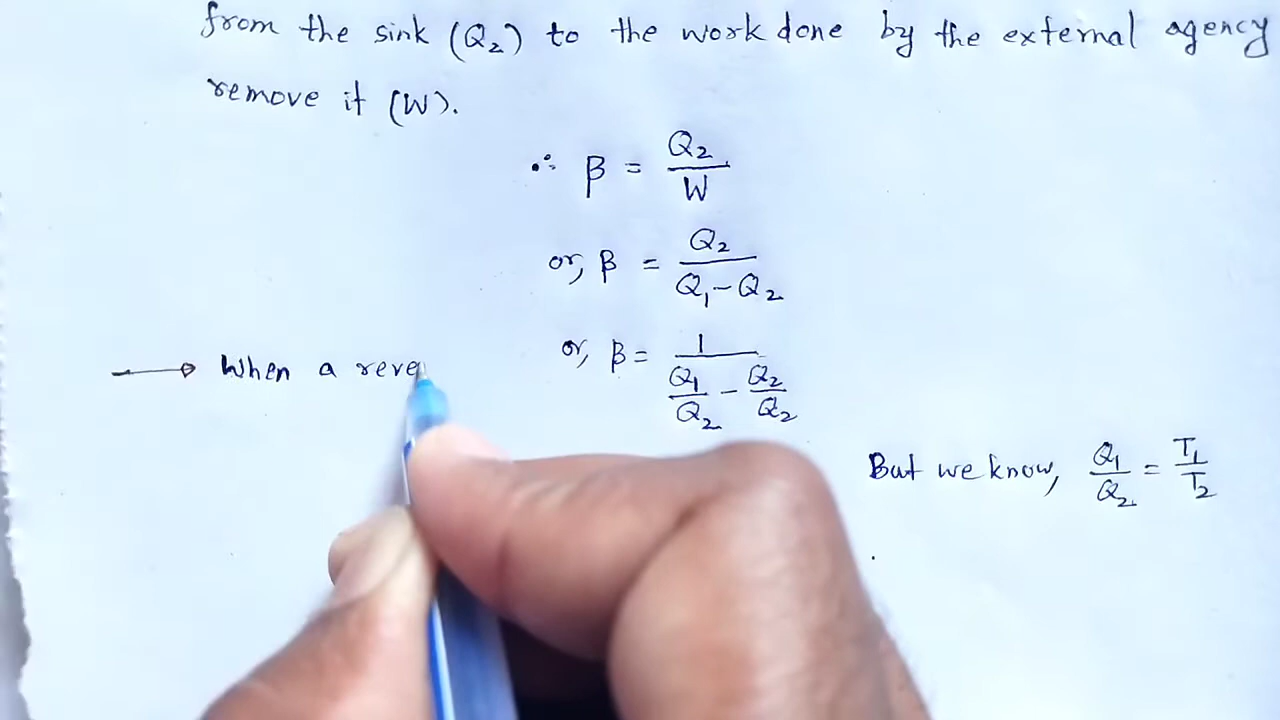 from the sink (Q₂) to the work done by the external agency
remove it (W).
∴ β = Q₂/W
or, β = Q₂/(Q₁-Q₂)
or, β = 1/(Q₁/Q₂ - Q₂/Q₂)
When a reve
But we know, Q₁/Q₂ = T₁/T₂